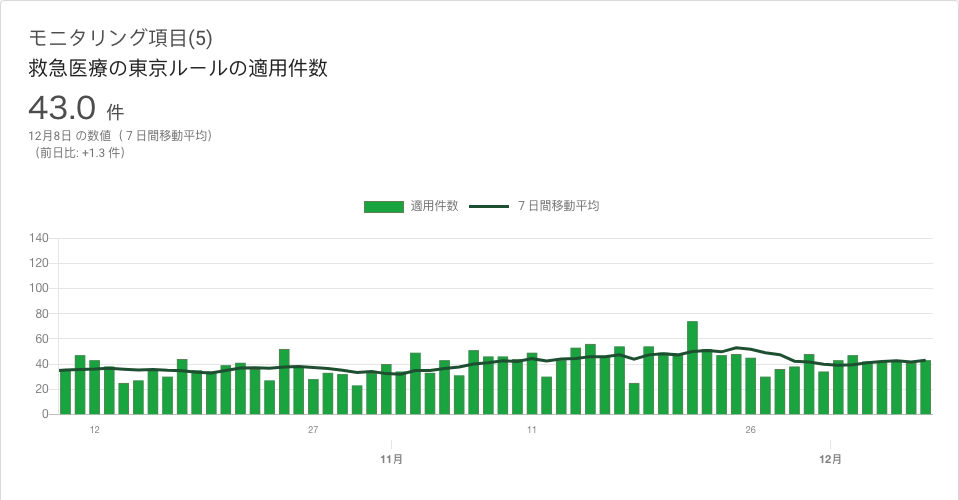 モニタリング項目(5)
救急医療の東京ルールの適用件数
43.0 件
12月8日 の数値（７日間移動平均）
（前日比: +1.3 件）
適用件数 ７日間移動平均
140
120
100
80
60
40
20
0
12 27 11 26
11月 12月